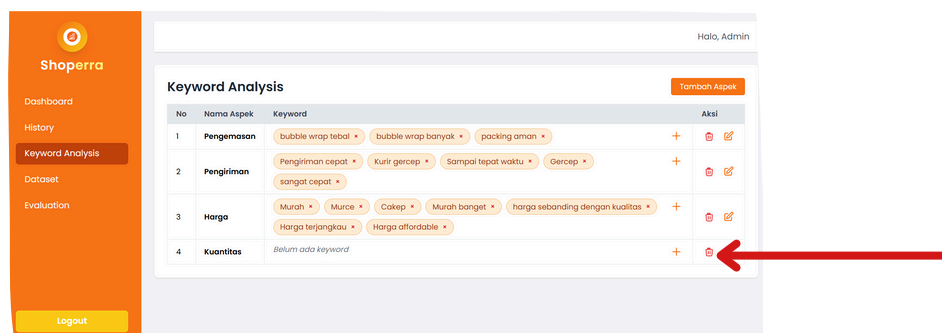 Halo, Admin
Shoperra
Dashboard
History
Keyword Analysis
Dataset
Evaluation
Logout
Keyword Analysis
Tambah Aspek
No Nama Aspek Keyword Aksi
1 Pengemasan bubble wrap tebal × bubble wrap banyak × packing aman × +
2 Pengiriman Pengiriman cepat × Kurir gercep × Sampai tepat waktu × Gercep × +
sangat cepat ×
3 Harga Murah × Murce × Cakep × Murah banget × harga sebanding dengan kualitas × +
Harga terjangkau × Harga affordable ×
4 Kuantitas Belum ada keyword +